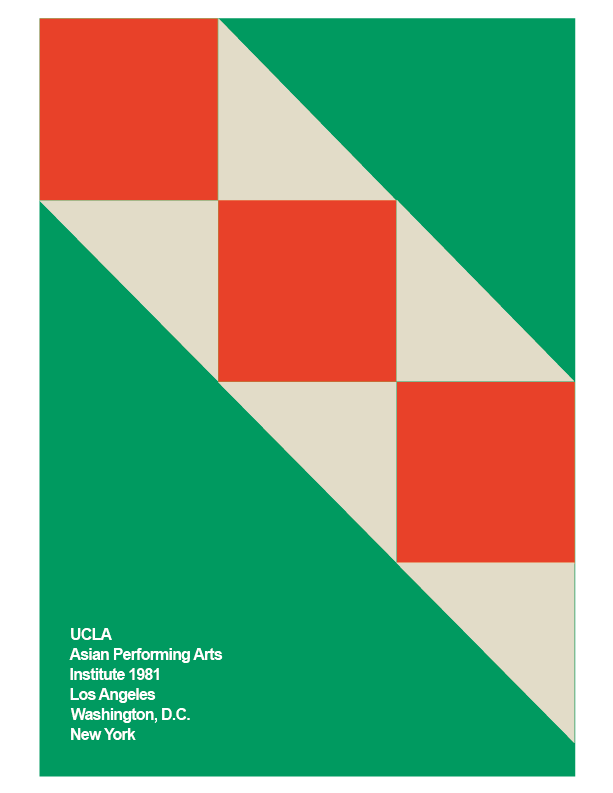 UCLA
Asian Performing Arts
Institute 1981
Los Angeles
Washington, D.C.
New York